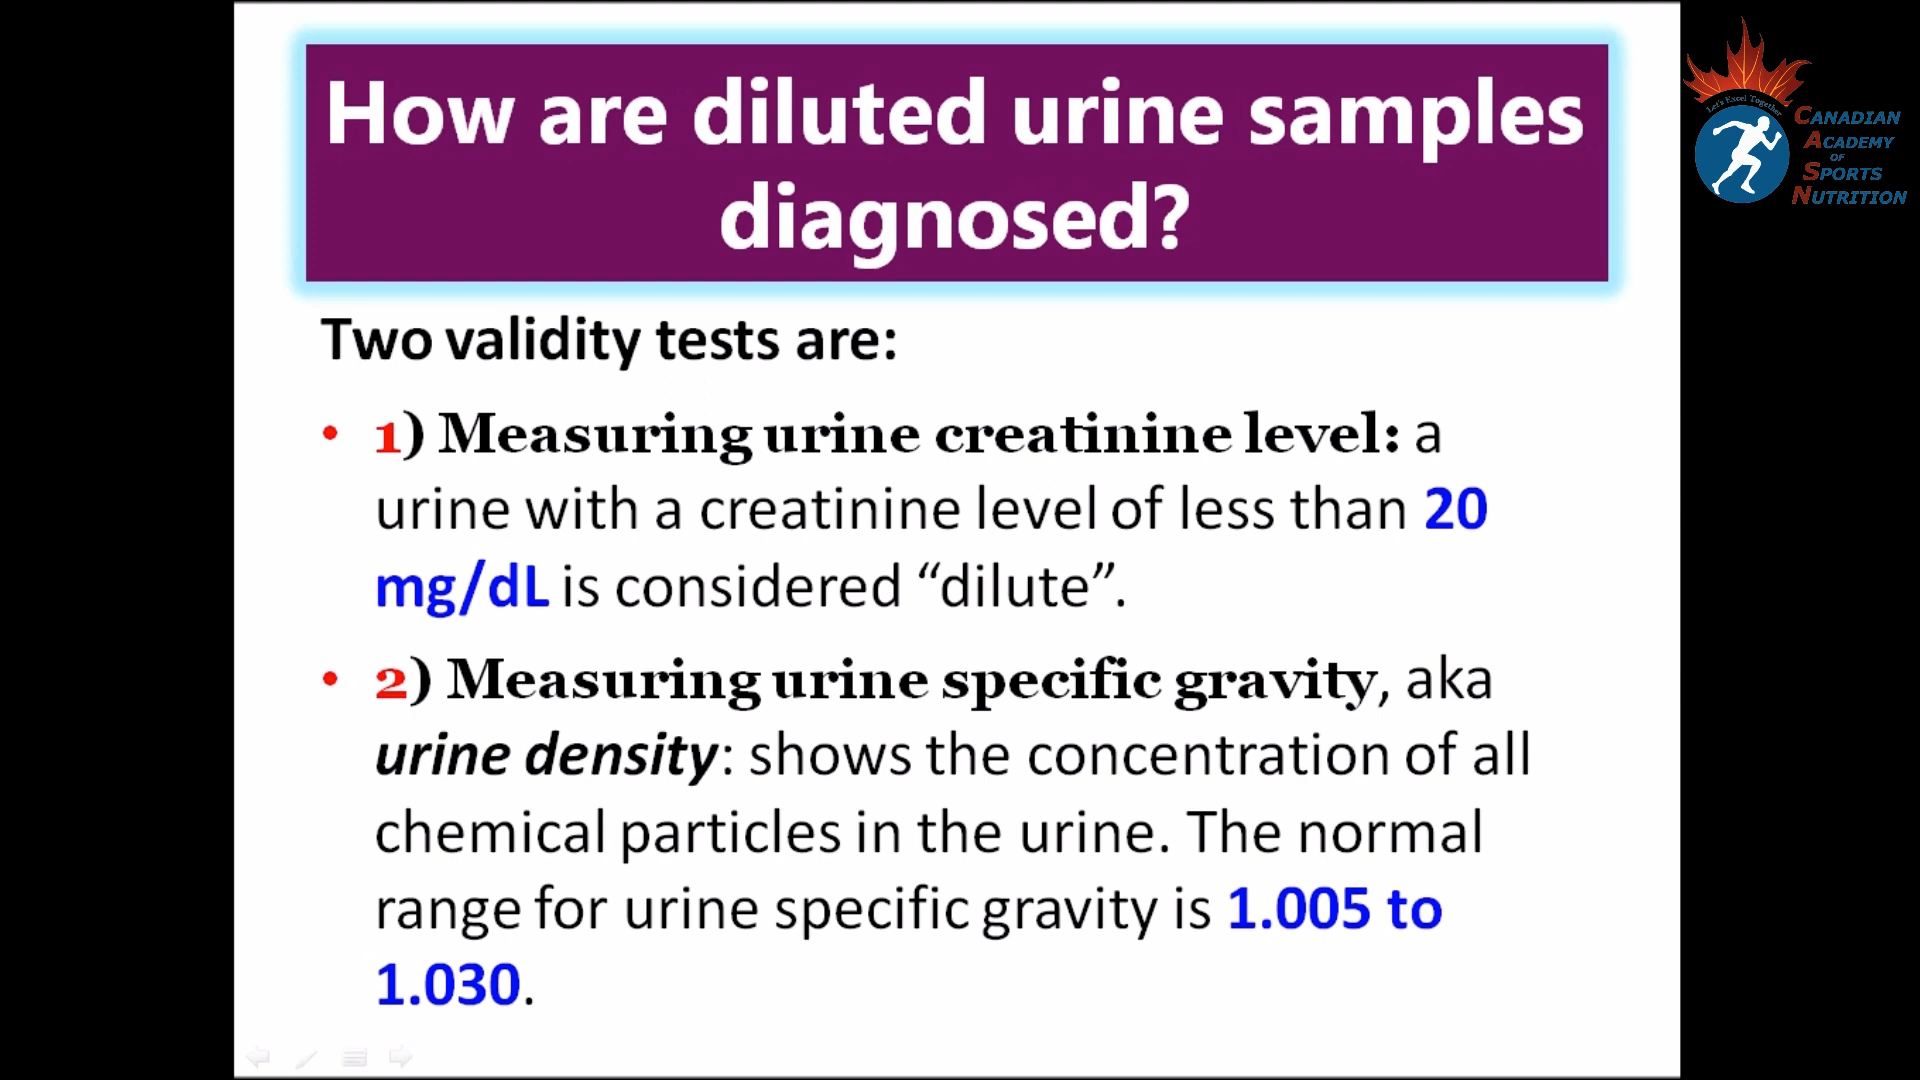 How are diluted urine samples
diagnosed?
Two validity tests are:
• 1) Measuring urine creatinine level: a
urine with a creatinine level of less than 20
mg/dL is considered “dilute”.
• 2) Measuring urine specific gravity, aka
urine density: shows the concentration of all
chemical particles in the urine. The normal
range for urine specific gravity is 1.005 to
1.030.
Let's Excel Together
CANADIAN
ACADEMY
OF
SPORTS
NUTRITION